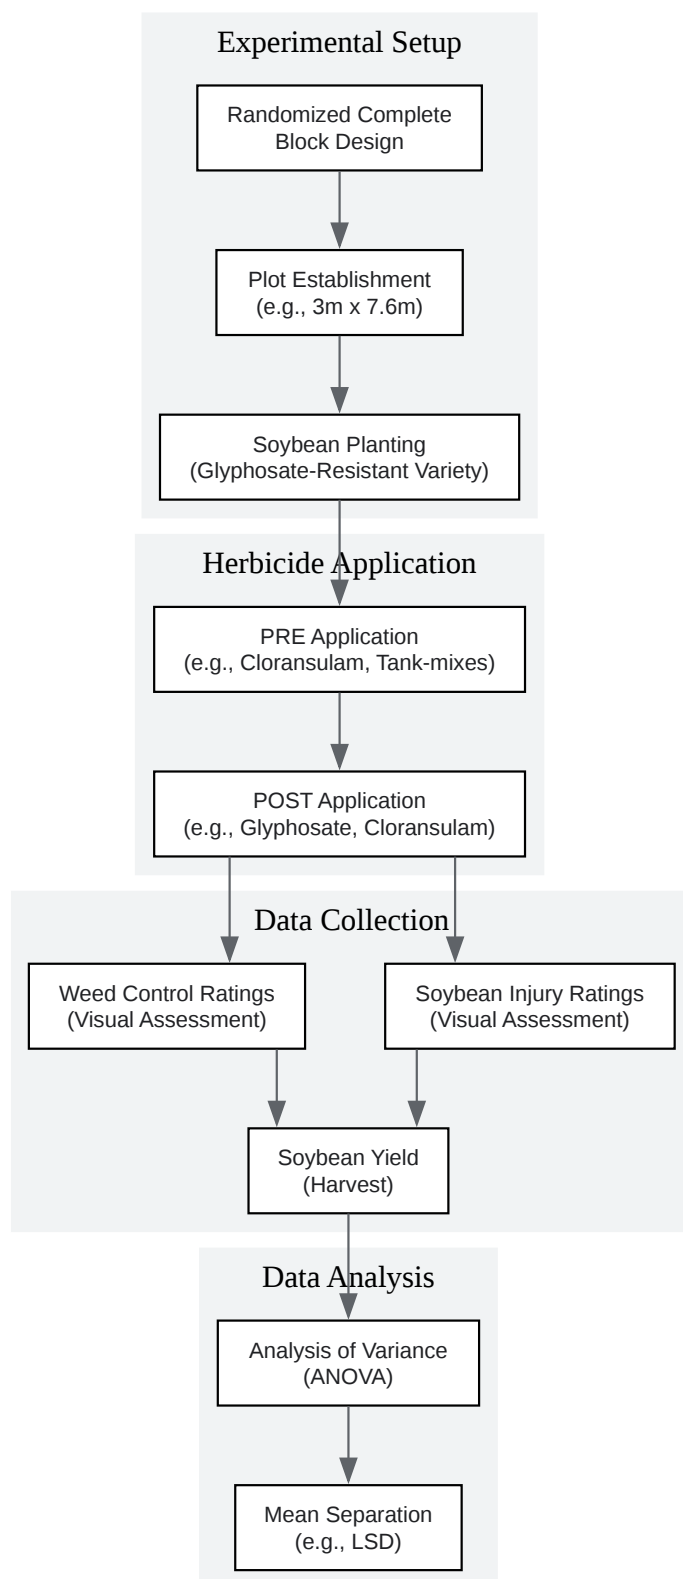 Experimental Setup
Randomized Complete
Block Design
Plot Establishment
(e.g., 3m x 7.6m)
Soybean Planting
(Glyphosate-Resistant Variety)
Herbicide Application
PRE Application
(e.g., Cloransulam, Tank-mixes)
POST Application
(e.g., Glyphosate, Cloransulam)
Data Collection
Weed Control Ratings
(Visual Assessment)
Soybean Injury Ratings
(Visual Assessment)
Soybean Yield
(Harvest)
Data Analysis
Analysis of Variance
(ANOVA)
Mean Separation
(e.g., LSD)